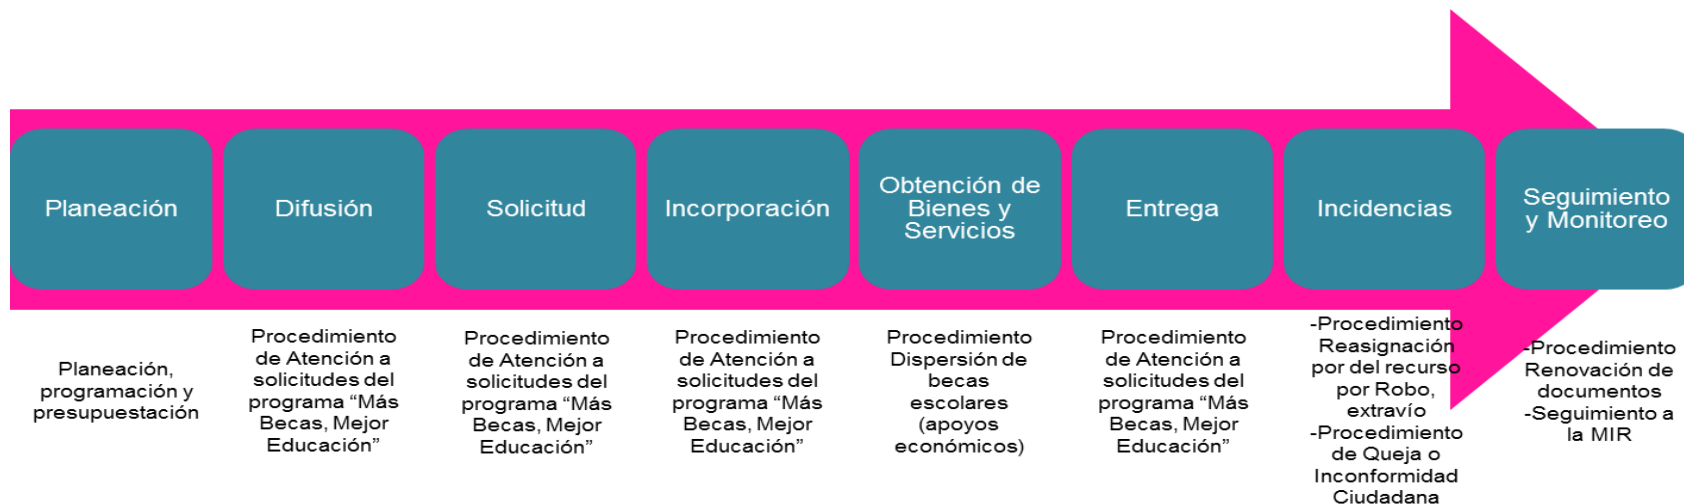 Planeación
Difusión
Solicitud
Incorporación
Obtención de
Bienes y
Servicios
Entrega
Incidencias
Seguimiento
y Monitoreo
Planeación,
programación y
presupuestación
Procedimiento
de Atención a
solicitudes del
programa “Más
Becas, Mejor
Educación”
Procedimiento
de Atención a
solicitudes del
programa “Más
Becas, Mejor
Educación”
Procedimiento
de Atención a
solicitudes del
programa “Más
Becas, Mejor
Educación”
Procedimiento
Dispersión de
becas
escolares
(apoyos
económicos)
Procedimiento
de Atención a
solicitudes del
programa “Más
Becas, Mejor
Educación”
-Procedimiento
Reasignación
por del recurso
por Robo,
extravío
-Procedimiento
de Queja o
Inconformidad
Ciudadana
-Procedimiento
Renovación de
documentos
-Seguimiento a
la MIR